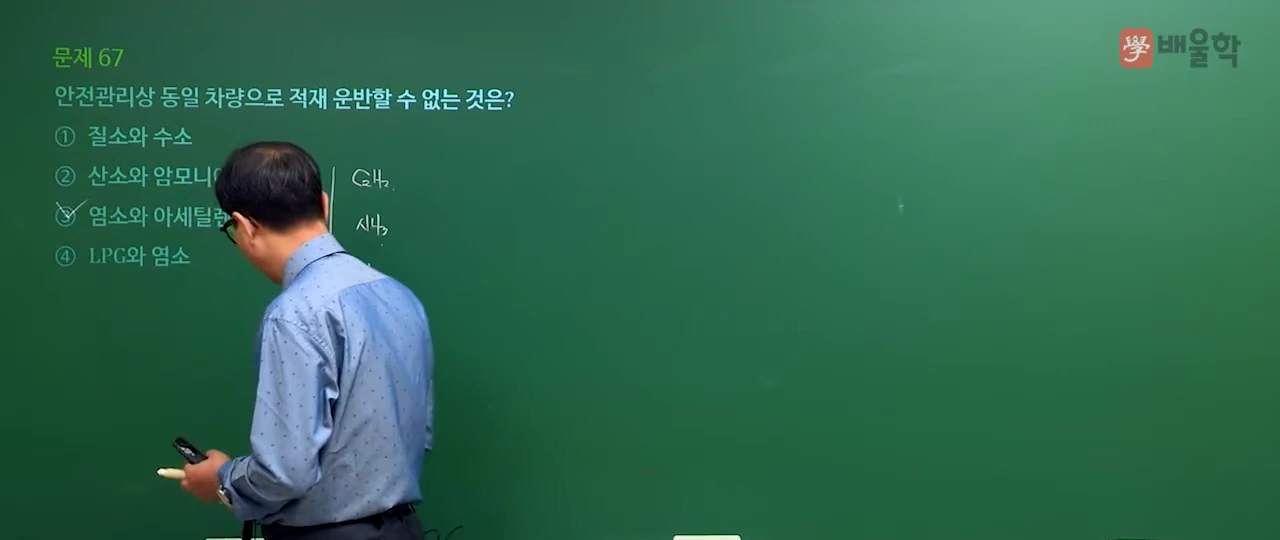 學 배울학
문제 67
안전관리상 동일 차량으로 적재 운반할 수 없는 것은?
① 질소와 수소
② 산소와 암모니
③ 염소와 아세틸렌
④ LPG와 염소
C₂H₂.
NH₃